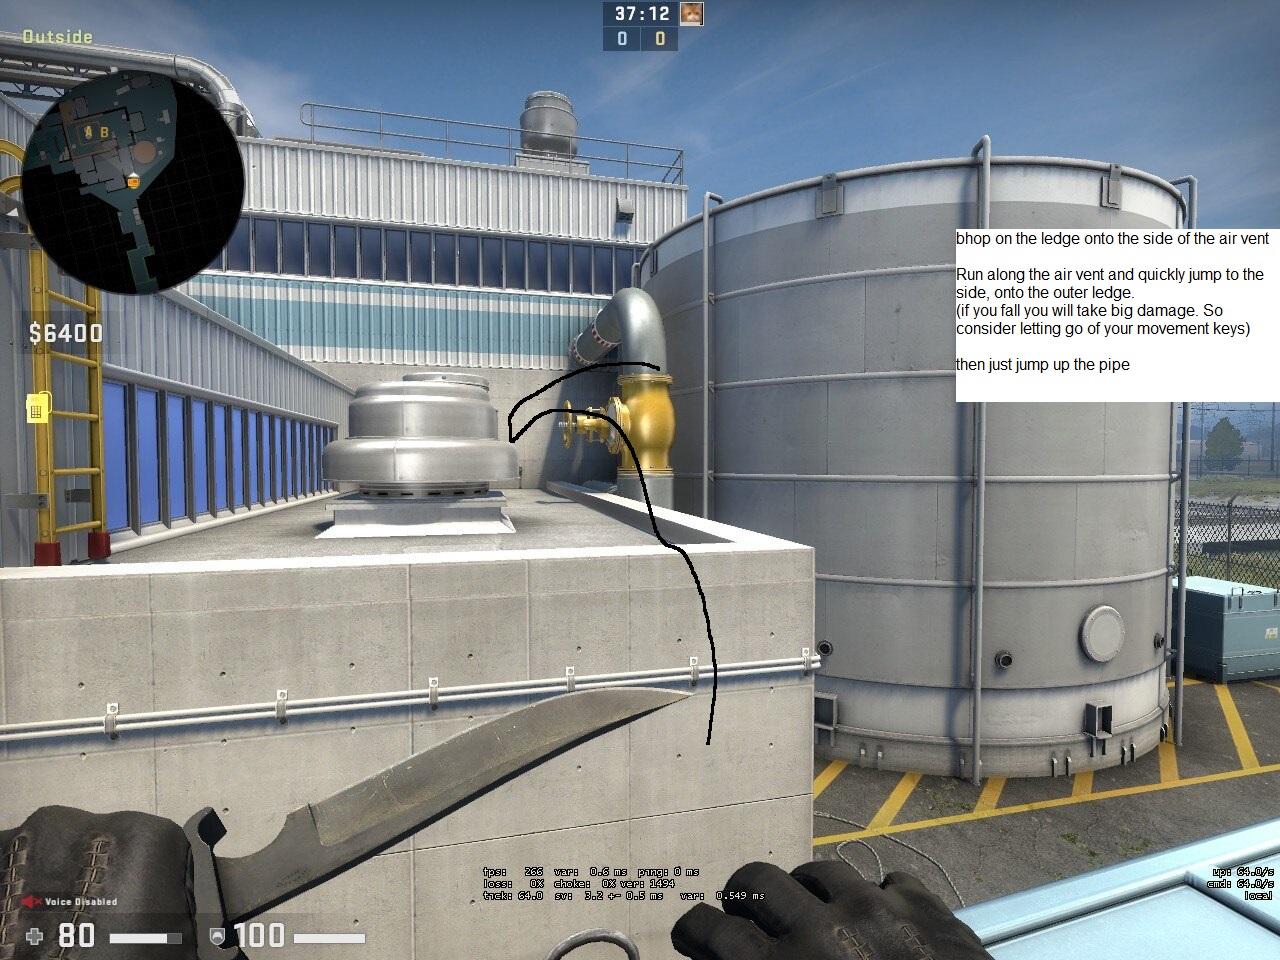 Outside
37:12
0 0
A B
$6400
bhop on the ledge onto the side of the air vent
Run along the air vent and quickly jump to the
side, onto the outer ledge.
(if you fall you will take big damage. So
consider letting go of your movement keys)
then just jump up the pipe
fps: 266 var: 0.6 ms ping: 0 ms
loss: 0% choke: 0% ver: 1494
tick: 64.0 sv: 3.2 +- 0.5 ms var: 0.549 ms
up: 64.0/s
cmd: 64.0/s
local
Voice Disabled
80 100